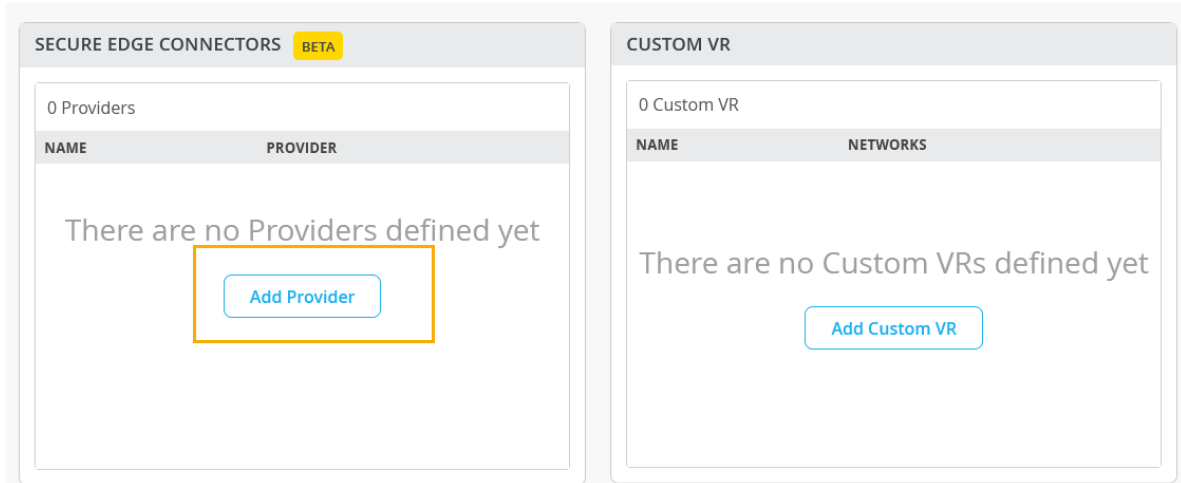 SECURE EDGE CONNECTORS BETA
0 Providers
NAME PROVIDER
There are no Providers defined yet
Add Provider
CUSTOM VR
0 Custom VR
NAME NETWORKS
There are no Custom VRs defined yet
Add Custom VR